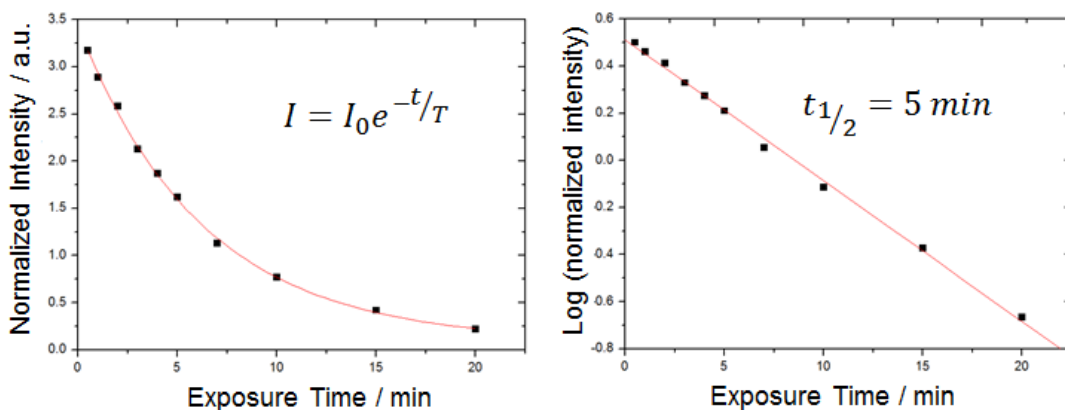 Normalized Intensity / a.u.
3.5
3.0
2.5
2.0
1.5
1.0
0.5
0.0
I = I₀e^{−t/T}
0 5 10 15 20
Exposure Time / min
Log (normalized intensity)
0.6
0.4
0.2
0.0
-0.2
-0.4
-0.6
-0.8
t_{1/2} = 5 min
0 5 10 15 20
Exposure Time / min